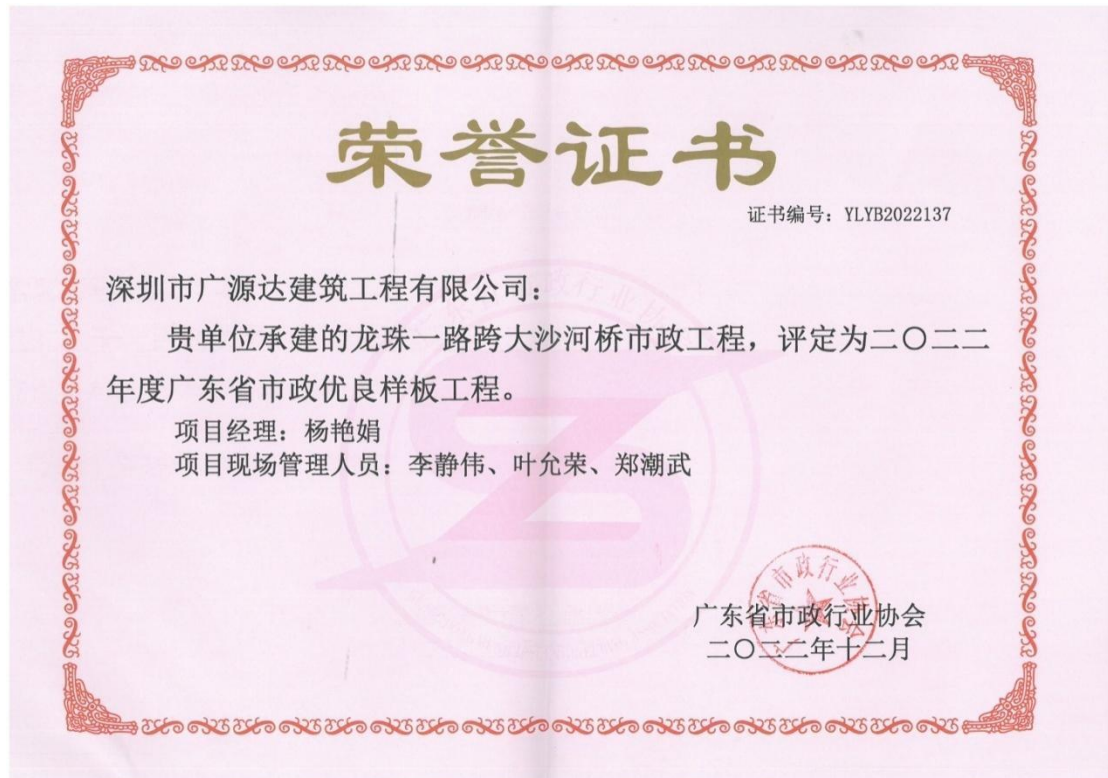 荣誉证书
证书编号：YLYB2022137
深圳市广源达建筑工程有限公司：
贵单位承建的龙珠一路跨大沙河桥市政工程，评定为二〇二二
年度广东省市政优良样板工程。
项目经理：杨艳娟
项目现场管理人员：李静伟、叶允荣、郑潮武
广东省市政行业协会
二〇二二年十二月